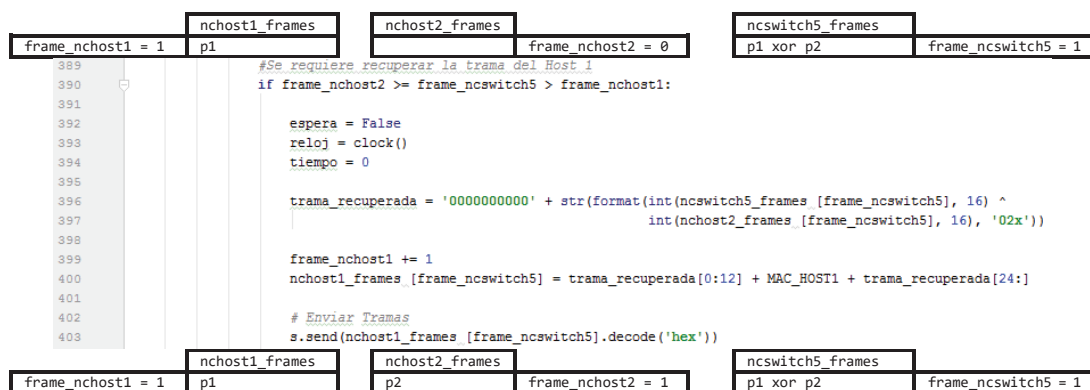 nchost1_frames nchost2_frames ncswitch5_frames
frame_nchost1 = 1 p1 frame_nchost2 = 0 p1 xor p2 frame_ncswitch5 = 1
389 #Se requiere recuperar la trama del Host 1
390 if frame_nchost2 >= frame_ncswitch5 > frame_nchost1:
391
392 espera = False
393 reloj = clock()
394 tiempo = 0
395
396 trama_recuperada = '0000000000' + str(format(int(ncswitch5_frames [frame_ncswitch5], 16) ^
397 int(nchost2_frames [frame_ncswitch5], 16), '02x'))
398
399 frame_nchost1 += 1
400 nchost1_frames [frame_ncswitch5] = trama_recuperada[0:12] + MAC_HOST1 + trama_recuperada[24:]
401
402 # Enviar Tramas
403 s.send(nchost1_frames [frame_ncswitch5].decode('hex'))
nchost1_frames nchost2_frames ncswitch5_frames
frame_nchost1 = 1 p1 p2 frame_nchost2 = 1 p1 xor p2 frame_ncswitch5 = 1